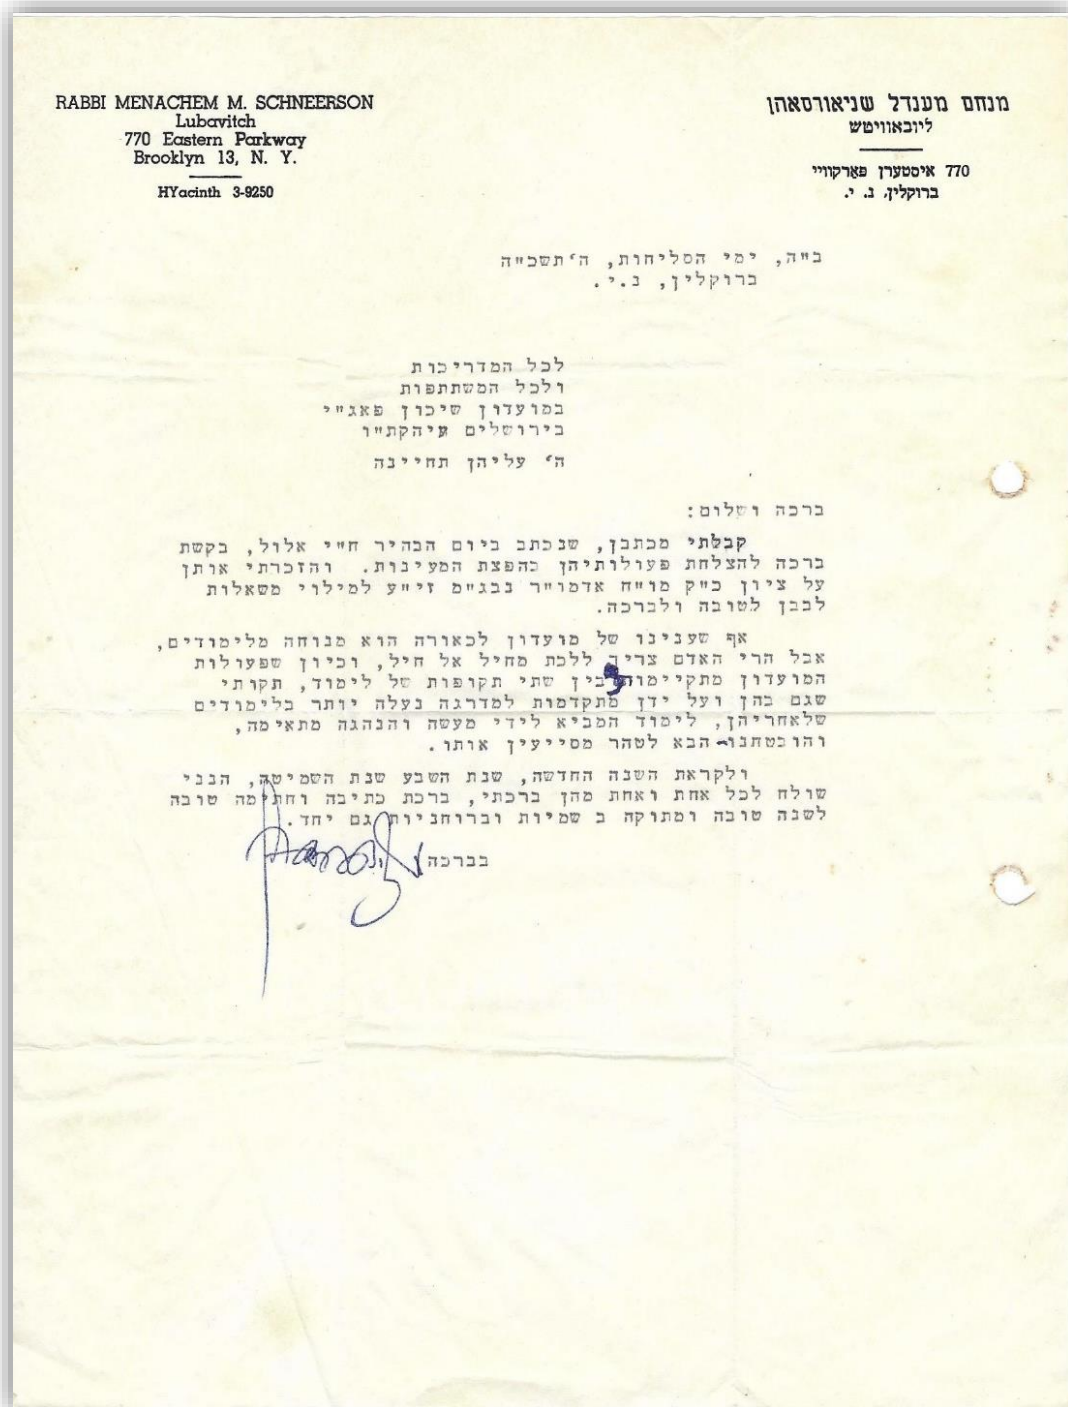 RABBI MENACHEM M. SCHNEERSON
Lubavitch
770 Eastern Parkway
Brooklyn 13, N. Y.
HYacinth 3-9250
מנחם מענדל שניאורסאהן
ליובאוויטש
770 איסטערן פארקוויי
ברוקלין, נ. י.
ב"ה, ימי הסליחות, ה'תשכ"ה
ברוקלין, נ.י.
לכל המדריכות
ולכל המשתתפות
במועדון שיכון פאג"י
בירושלים עיהקת"ו
ה' עליהן תחיינה
ברכה ושלום:
קבלתי מכתבן, שנכתב ביום הבהיר ח"י אלול, בקשת
ברכה להצלחת פעולותיהן בהפצת המעינות. והזכרתי אותן
על ציון כ"ק מו"ח אדמו"ר נבג"מ זי"ע למילוי משאלות
לבבן לטובה ולברכה.
אף שענינו של מועדון לכאורה הוא מנוחה מלימודים,
אבל הרי האדם צריך ללכת מחיל אל חיל, וכיון שפעולות
המועדון מתקיימות בין שתי תקופות של לימוד, תקותי
שגם בהן ועל ידן מתקדמות למדרגה נעלה יותר בלימודים
שלאחריהן, לימוד המביא לידי מעשה והנהגה מתאימה,
והובטחנו-הבא לטהר מסייעין אותו.
ולקראת השנה החדשה, שנת השבע שנת השמיטה, הנני
שולח לכל אחת ואחת מהן ברכתי, ברכת כתיבה וחתימה טובה
לשנה טובה ומתוקה ב שמיות וברוחניות גם יחד.
בברכה